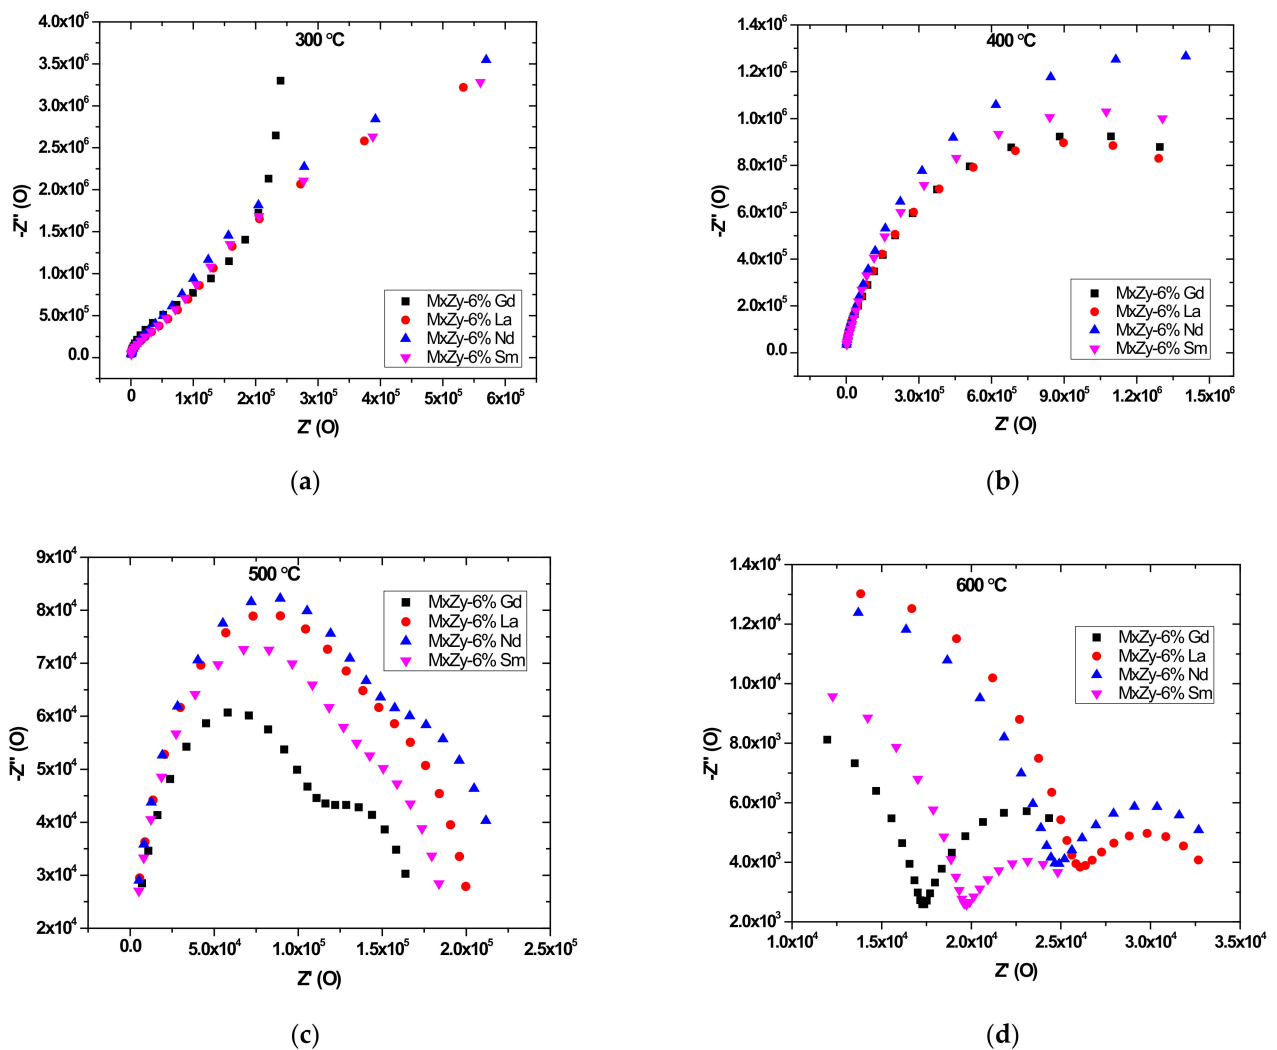 300 °C
4.0x10⁶
3.5x10⁶
3.0x10⁶
2.5x10⁶
2.0x10⁶
1.5x10⁶
1.0x10⁶
5.0x10⁵
0.0
-Z'' (O)
MxZy-6% Gd
MxZy-6% La
MxZy-6% Nd
MxZy-6% Sm
0 1x10⁵ 2x10⁵ 3x10⁵ 4x10⁵ 5x10⁵ 6x10⁵
Z' (O)
(a)
400 °C
1.4x10⁶
1.2x10⁶
1.0x10⁶
8.0x10⁵
6.0x10⁵
4.0x10⁵
2.0x10⁵
0.0
-Z'' (O)
MxZy-6% Gd
MxZy-6% La
MxZy-6% Nd
MxZy-6% Sm
0.0 3.0x10⁵ 6.0x10⁵ 9.0x10⁵ 1.2x10⁶ 1.5x10⁶
Z' (O)
(b)
500 °C
9x10⁴
8x10⁴
7x10⁴
6x10⁴
5x10⁴
4x10⁴
3x10⁴
2x10⁴
-Z'' (O)
MxZy-6% Gd
MxZy-6% La
MxZy-6% Nd
MxZy-6% Sm
0.0 5.0x10⁴ 1.0x10⁵ 1.5x10⁵ 2.0x10⁵ 2.5x10⁵
Z' (O)
(c)
600 °C
1.4x10⁴
1.2x10⁴
1.0x10⁴
8.0x10³
6.0x10³
4.0x10³
2.0x10³
-Z'' (O)
MxZy-6% Gd
MxZy-6% La
MxZy-6% Nd
MxZy-6% Sm
1.0x10⁴ 1.5x10⁴ 2.0x10⁴ 2.5x10⁴ 3.0x10⁴ 3.5x10⁴
Z' (O)
(d)